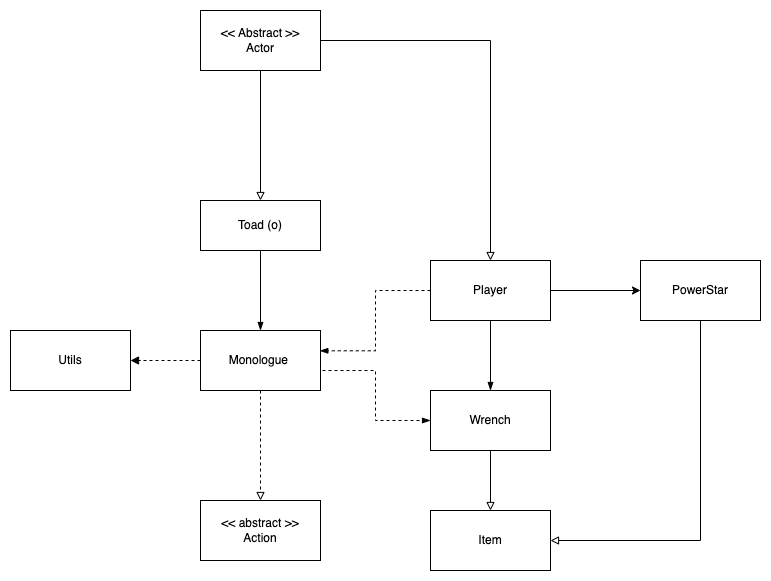 << Abstract >>
Actor
Toad (o)
Player
PowerStar
Utils
Monologue
Wrench
<< abstract >>
Action
Item